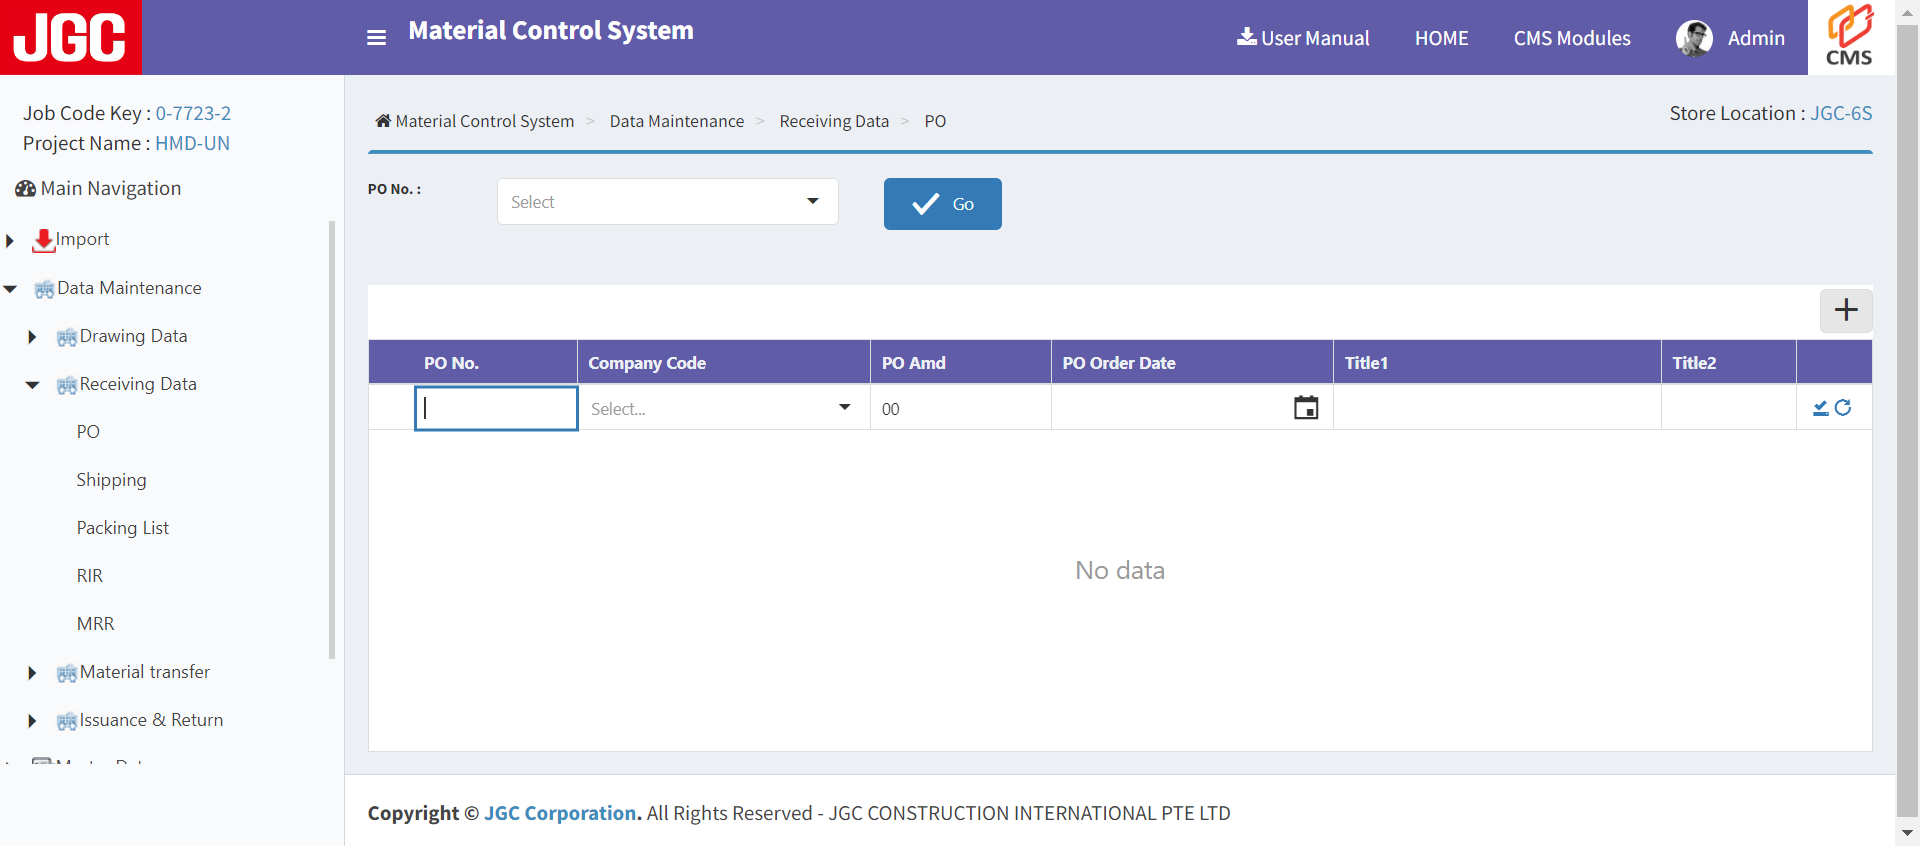 JGC
Material Control System
User Manual
HOME
CMS Modules
Admin
CMS
Job Code Key : 0-7723-2
Project Name : HMD-UN
Main Navigation
Import
Data Maintenance
Drawing Data
Receiving Data
PO
Shipping
Packing List
RIR
MRR
Material transfer
Issuance & Return
Material Control System > Data Maintenance > Receiving Data > PO
Store Location : JGC-6S
PO No. :
Select
Go
+
PO No. Company Code PO Amd PO Order Date Title1 Title2
Select... 00
No data
Copyright © JGC Corporation. All Rights Reserved - JGC CONSTRUCTION INTERNATIONAL PTE LTD